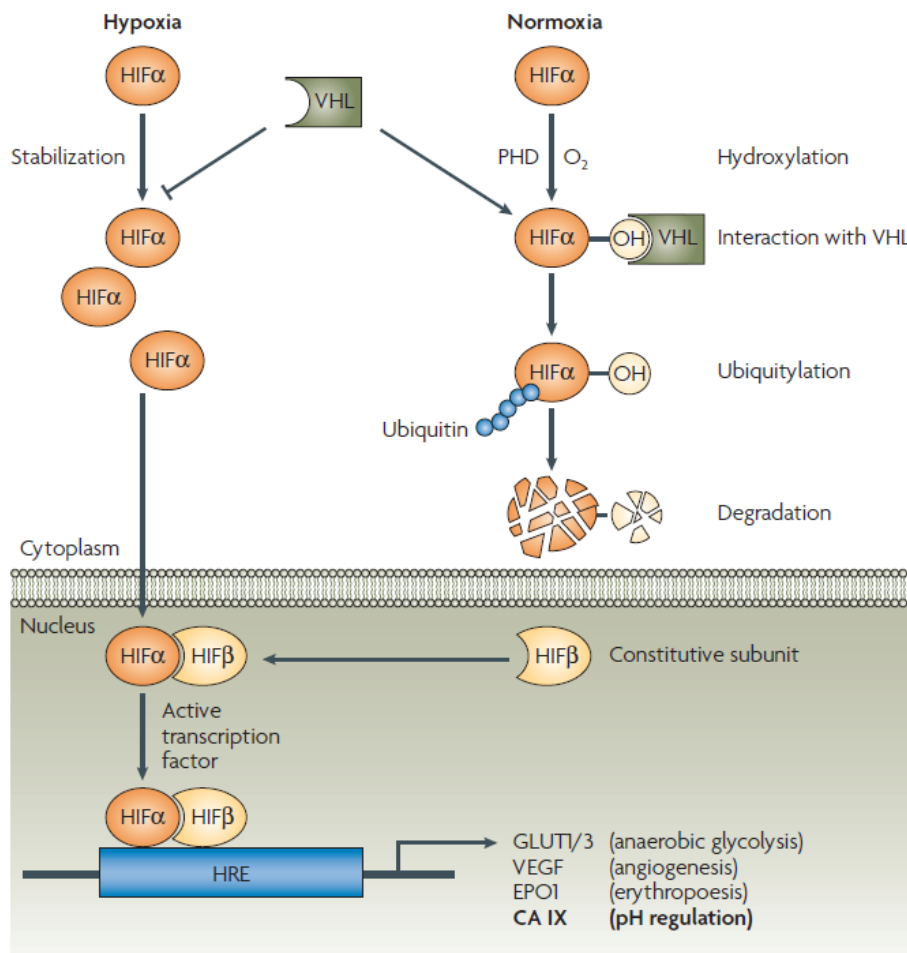 Hypoxia
Normoxia
HIFα
HIFα
VHL
Stabilization
PHD O₂
Hydroxylation
HIFα
HIFα
HIFα OH VHL
Interaction with VHL
HIFα
HIFα OH
Ubiquitylation
Ubiquitin
Degradation
Cytoplasm
Nucleus
HIFα HIFβ
HIFβ
Constitutive subunit
Active
transcription
factor
HIFα HIFβ
HRE
GLUT1/3 (anaerobic glycolysis)
VEGF (angiogenesis)
EPO1 (erythropoesis)
CA IX (pH regulation)